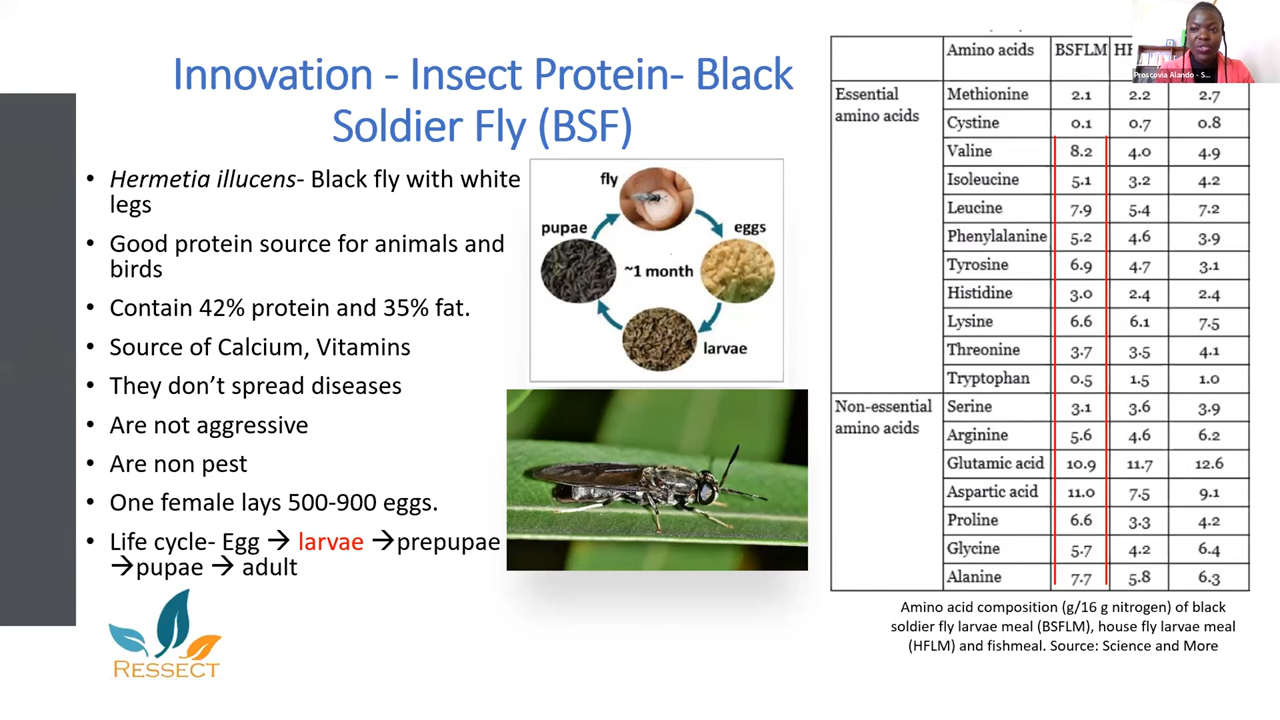 Innovation - Insect Protein- Black
Soldier Fly (BSF)
• Hermetia illucens- Black fly with white
legs
• Good protein source for animals and
birds
• Contain 42% protein and 35% fat.
• Source of Calcium, Vitamins
• They don’t spread diseases
• Are not aggressive
• Are non pest
• One female lays 500-900 eggs.
• Life cycle- Egg → larvae →prepupae
→pupae → adult
RESSECT
fly
pupae
eggs
~1 month
larvae
Amino acids BSFLM
Essential amino acids
Methionine 2.1 2.2 2.7
Cystine 0.1 0.7 0.8
Valine 8.2 4.0 4.9
Isoleucine 5.1 3.2 4.2
Leucine 7.9 5.4 7.2
Phenylalanine 5.2 4.6 3.9
Tyrosine 6.9 4.7 3.1
Histidine 3.0 2.4 2.4
Lysine 6.6 6.1 7.5
Threonine 3.7 3.5 4.1
Tryptophan 0.5 1.5 1.0
Non-essential amino acids
Serine 3.1 3.6 3.9
Arginine 5.6 4.6 6.2
Glutamic acid 10.9 11.7 12.6
Aspartic acid 11.0 7.5 9.1
Proline 6.6 3.3 4.2
Glycine 5.7 4.2 6.4
Alanine 7.7 5.8 6.3
Amino acid composition (g/16 g nitrogen) of black
soldier fly larvae meal (BSFLM), house fly larvae meal
(HFLM) and fishmeal. Source: Science and More
Proscovia Alando - S...